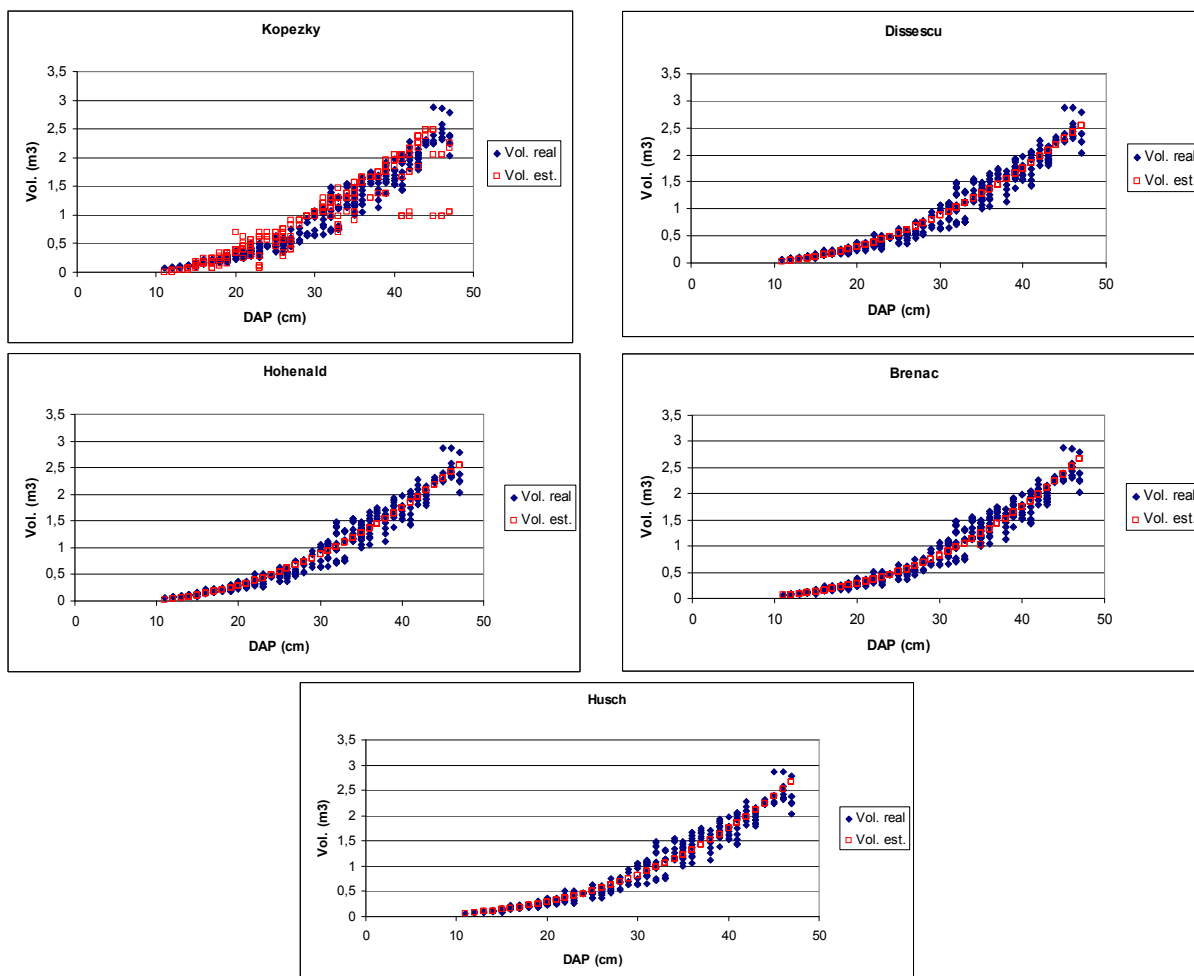 Kopezky
Vol. (m3)
3,5
3
2,5
2
1,5
1
0,5
0
0 10 20 30 40 50
DAP (cm)
Vol. real
Vol. est.
Dissescu
Vol. (m3)
3,5
3
2,5
2
1,5
1
0,5
0
0 10 20 30 40 50
DAP (cm)
Vol. real
Vol. est.
Hohenald
Vol. (m3)
3,5
3
2,5
2
1,5
1
0,5
0
0 10 20 30 40 50
DAP (cm)
Vol. real
Vol. est.
Brenac
Vol. (m3)
3,5
3
2,5
2
1,5
1
0,5
0
0 10 20 30 40 50
DAP (cm)
Vol. real
Vol. est.
Husch
Vol. (m3)
3,5
3
2,5
2
1,5
1
0,5
0
0 10 20 30 40 50
DAP (cm)
Vol. real
Vol. est.